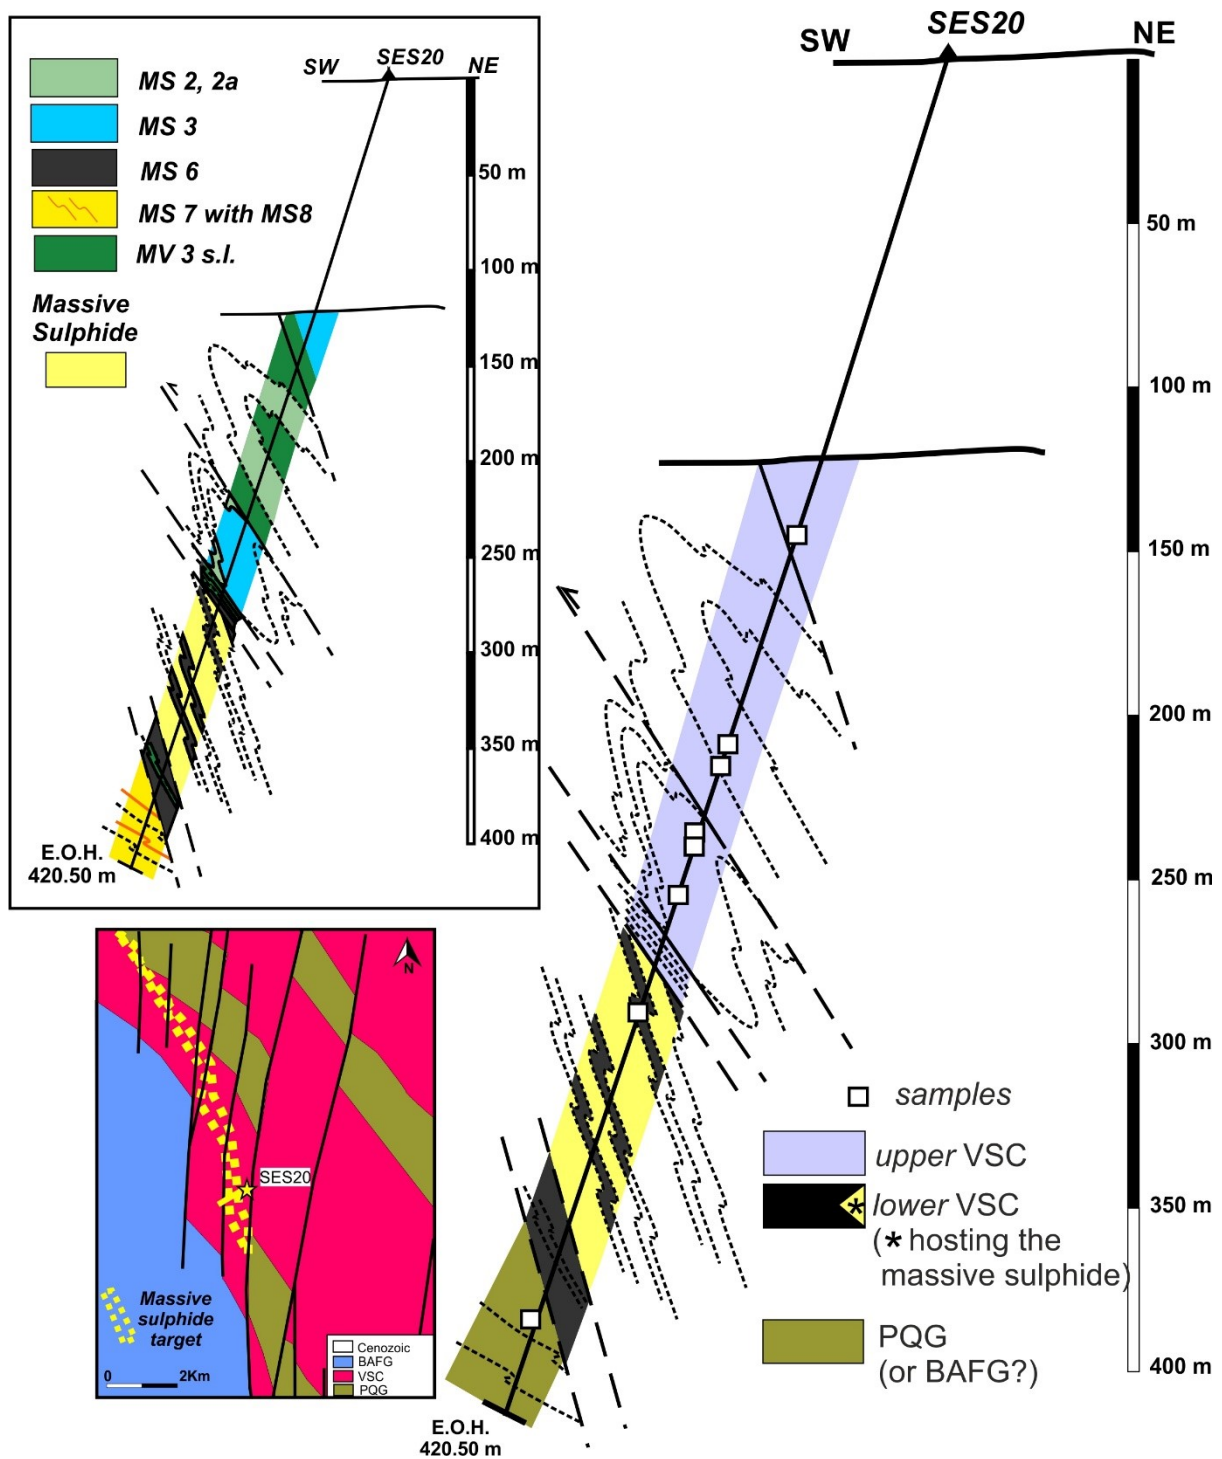 MS 2, 2a
MS 3
MS 6
MS 7 with MS8
MV 3 s.l.
Massive
Sulphide
SW
SES20
NE
50 m
100 m
150 m
200 m
250 m
300 m
350 m
400 m
E.O.H.
420.50 m
SW
SES20
NE
50 m
100 m
150 m
200 m
250 m
300 m
350 m
400 m
samples
upper VSC
* lower VSC
(* hosting the
massive sulphide)
PQG
(or BAFG?)
E.O.H.
420.50 m
N
SES20
Massive
sulphide
target
0 2Km
Cenozoic
BAFG
VSC
PQG